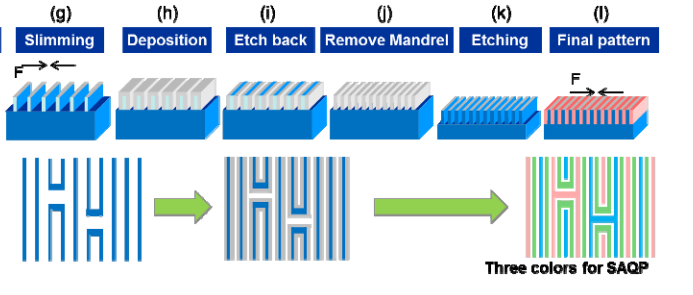 (g) (h) (i) (j) (k) (l)
Slimming Deposition Etch back Remove Mandrel Etching Final pattern
F F
Three colors for SAQP